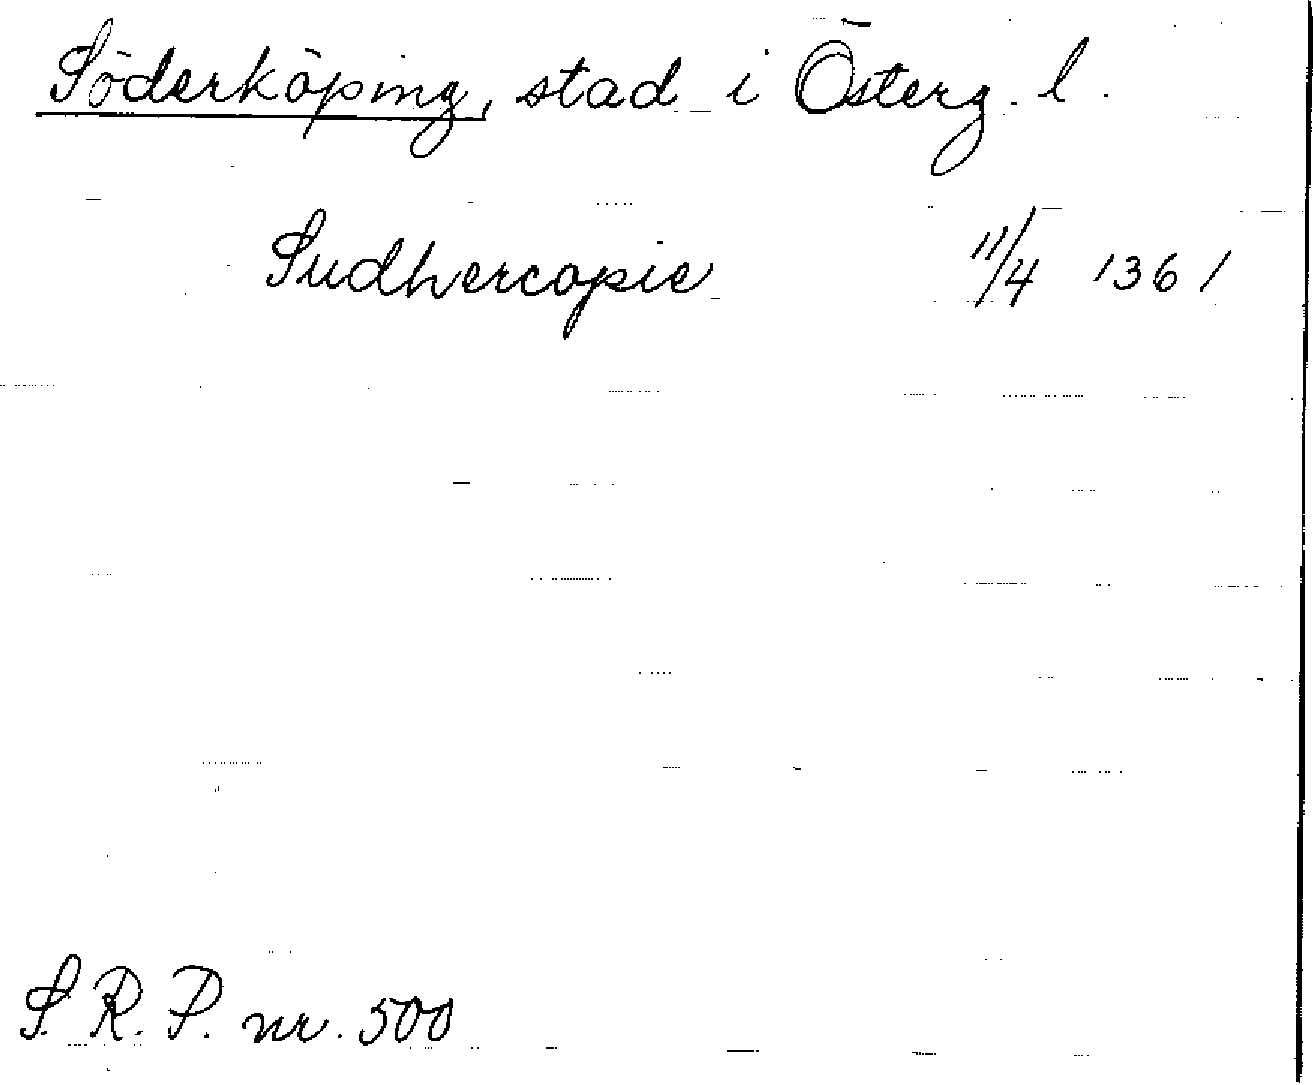 Söderköping, stad i Österg. l.
Sudhercopie 11/4 1361
S. R. P. nr. 500